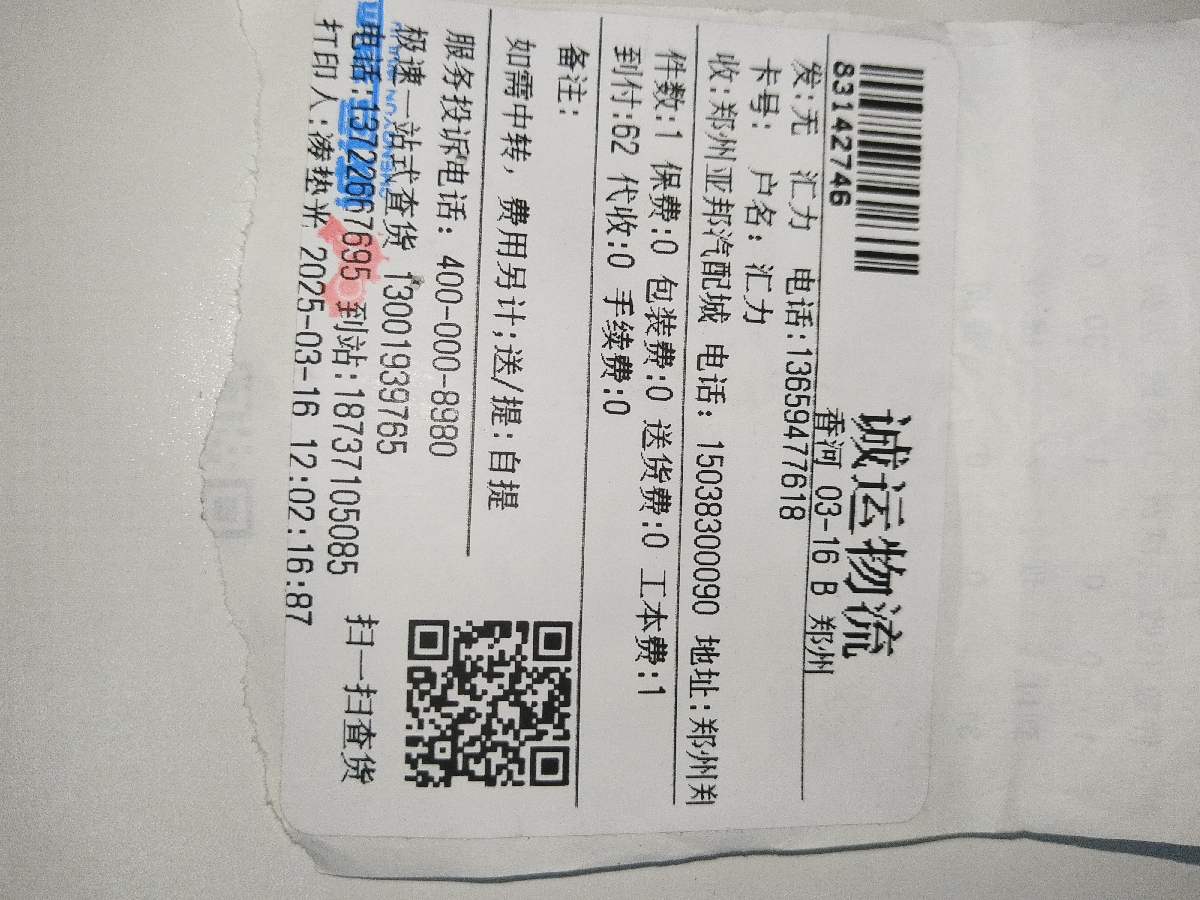 诚运物流
83142746
香河 03-16 B 郑州
发:无 汇力 电话:13659477618
卡号: 户名: 汇力
收:郑州亚邦汽配城 电话: 15038300090 地址:郑州郑
件数:1 保费:0 包装费:0 送货费:0 工本费:1
到付:62 代收:0 手续费:0
备注:
如需中转, 费用另计;送/提:自提
服务投诉电话: 400-000-8980
极速一站式查货 13001939765
电话:13722667695 到站:18737105085
打印人:凑垫光 2025-03-16 12:02:16:87
扫一扫查货